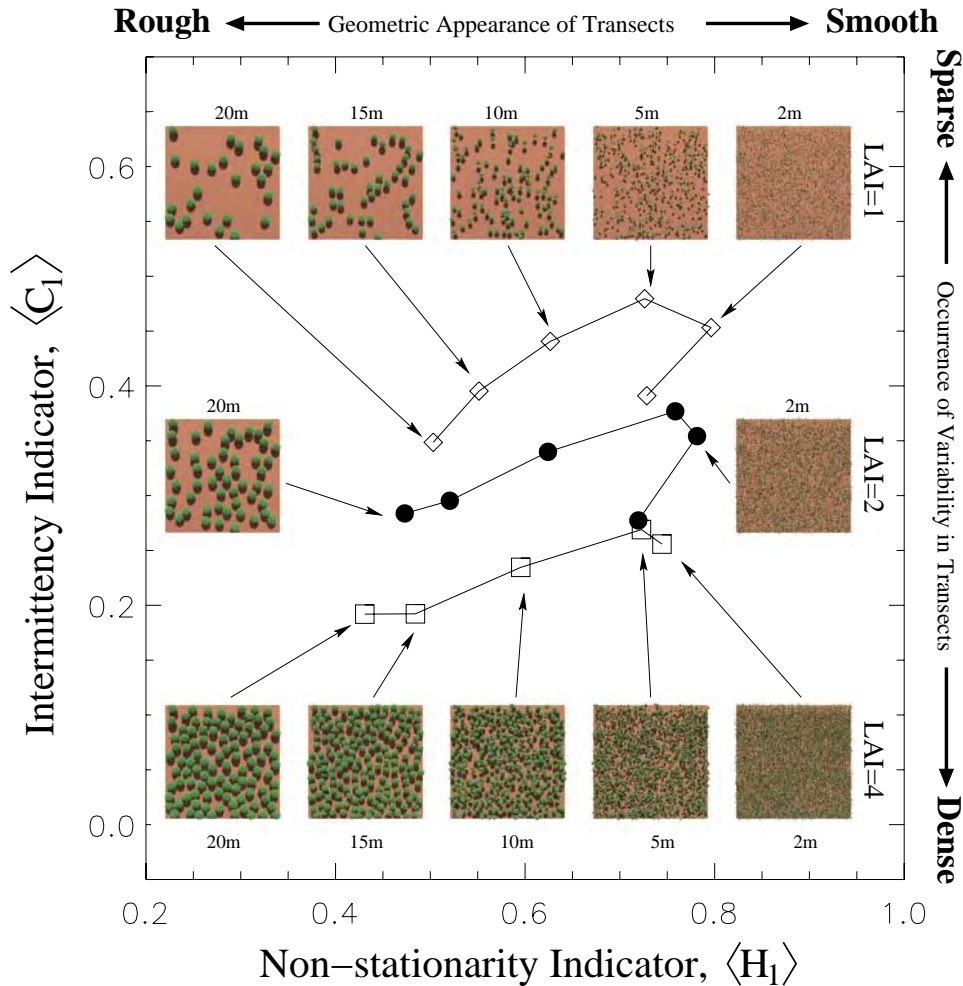 Rough Geometric Appearance of Transects Smooth
Sparse
Occurrence of Variability in Transects
Dense
20m 15m 10m 5m 2m
LAI=1
20m 2m
LAI=2
LAI=4
20m 15m 10m 5m 2m
Intermittency Indicator, ⟨C1⟩
0.6
0.4
0.2
0.0
0.2 0.4 0.6 0.8 1.0
Non−stationarity Indicator, ⟨H1⟩